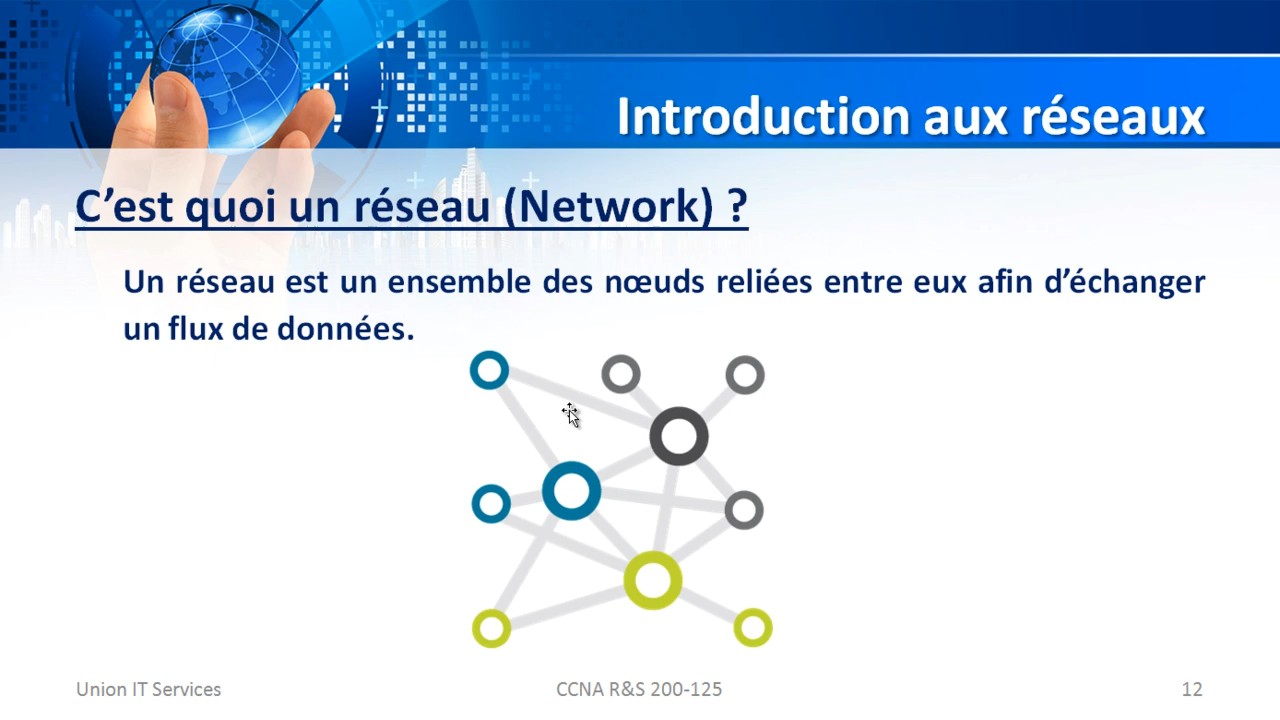 Introduction aux réseaux
C’est quoi un réseau (Network) ?
Un réseau est un ensemble des nœuds reliées entre eux afin d’échanger
un flux de données.
Union IT Services
CCNA R&S 200-125
12